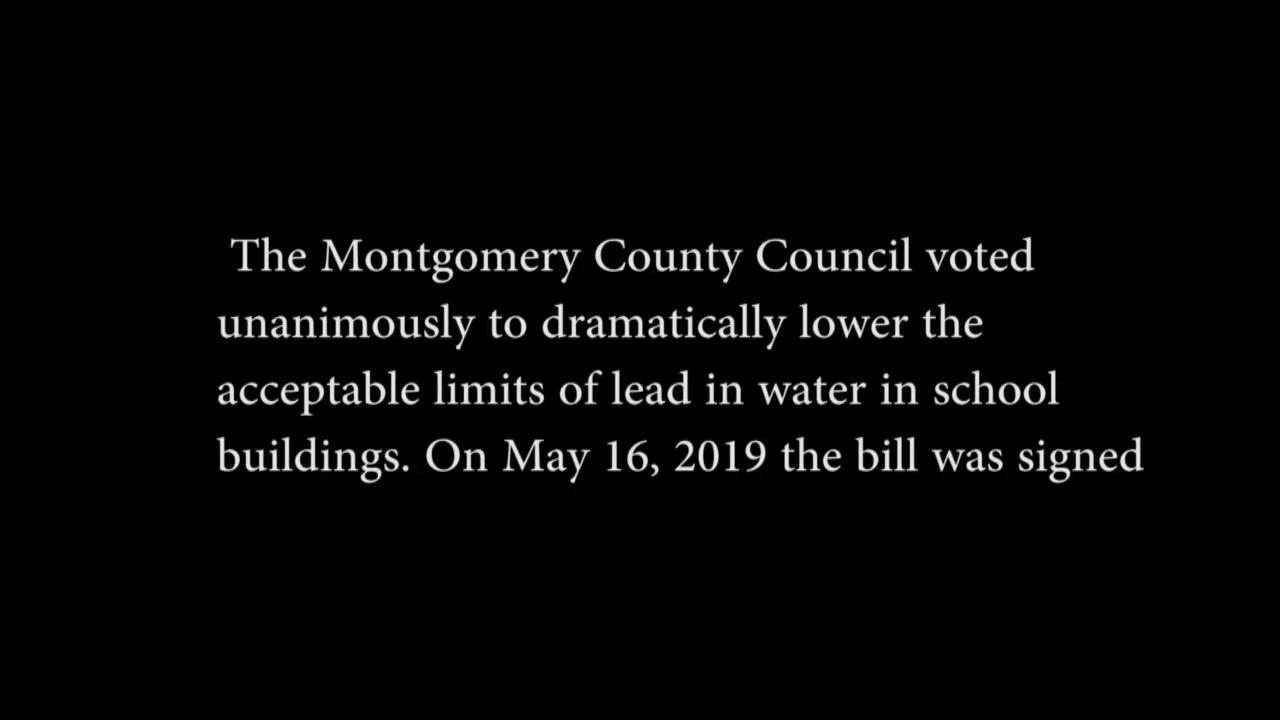 The Montgomery County Council voted
unanimously to dramatically lower the
acceptable limits of lead in water in school
buildings. On May 16, 2019 the bill was signed